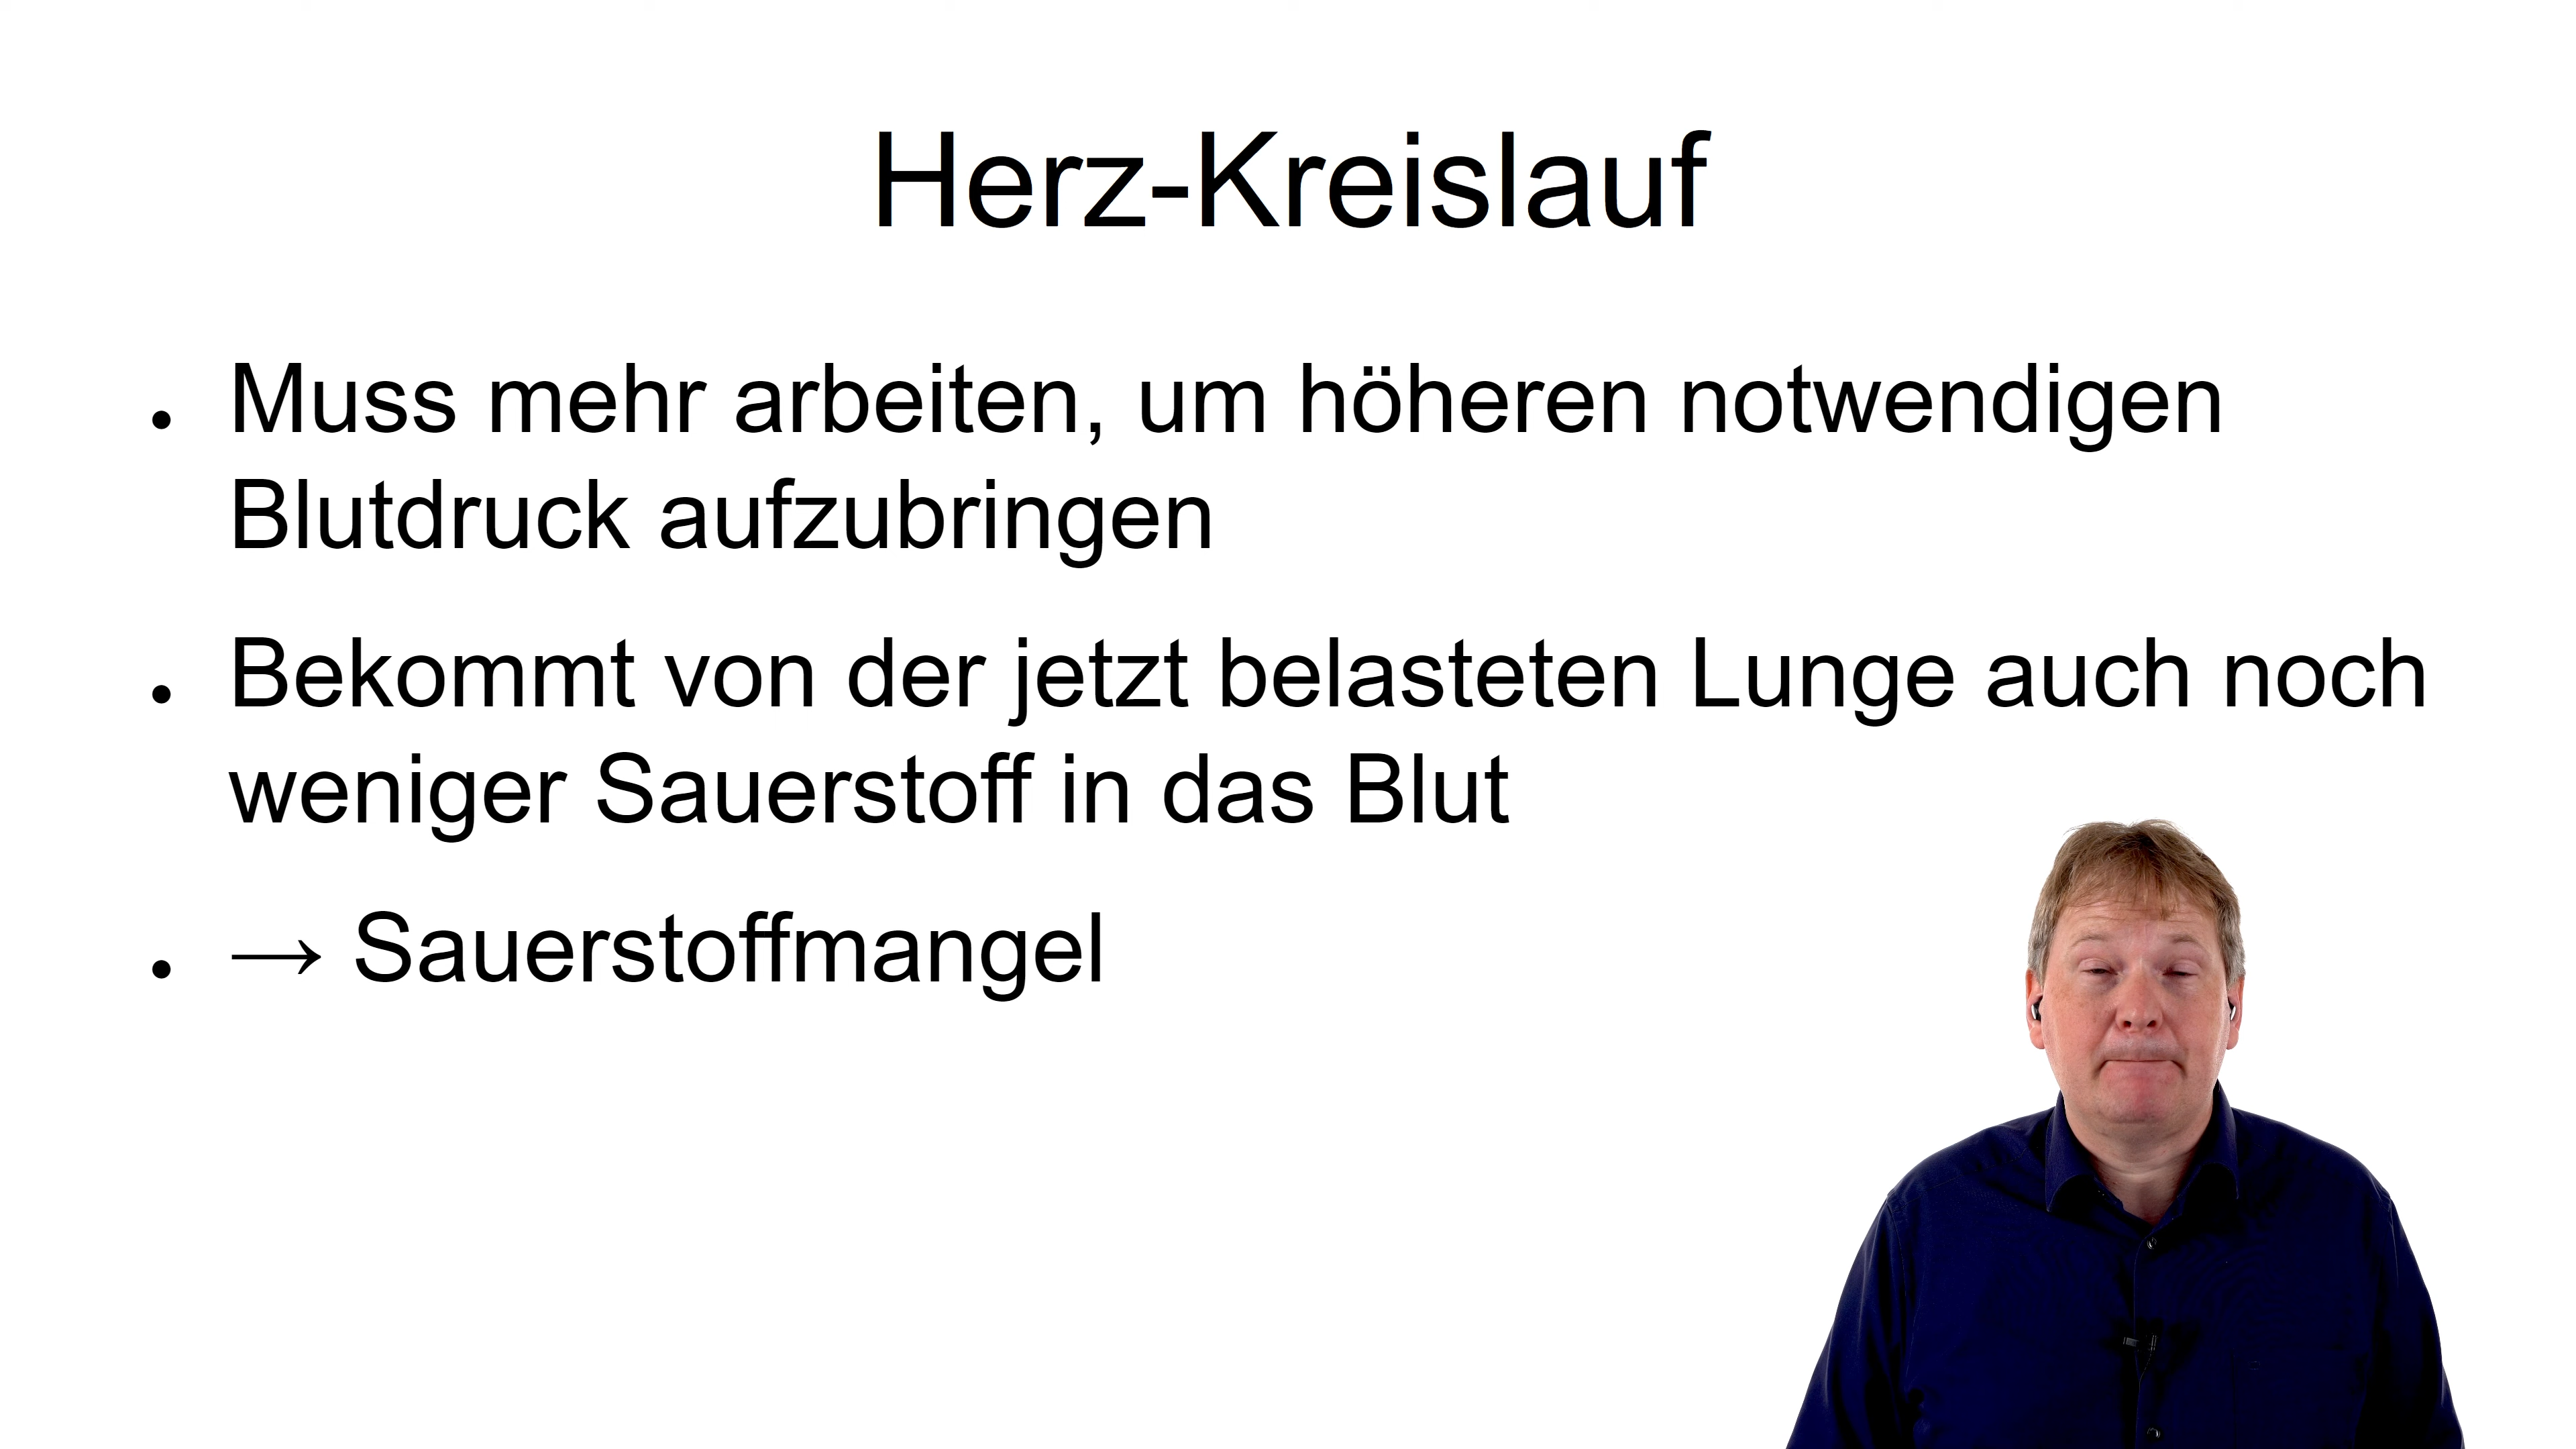 Herz-Kreislauf
• Muss mehr arbeiten, um höheren notwendigen
Blutdruck aufzubringen
• Bekommt von der jetzt belasteten Lunge auch noch
weniger Sauerstoff in das Blut
• → Sauerstoffmangel